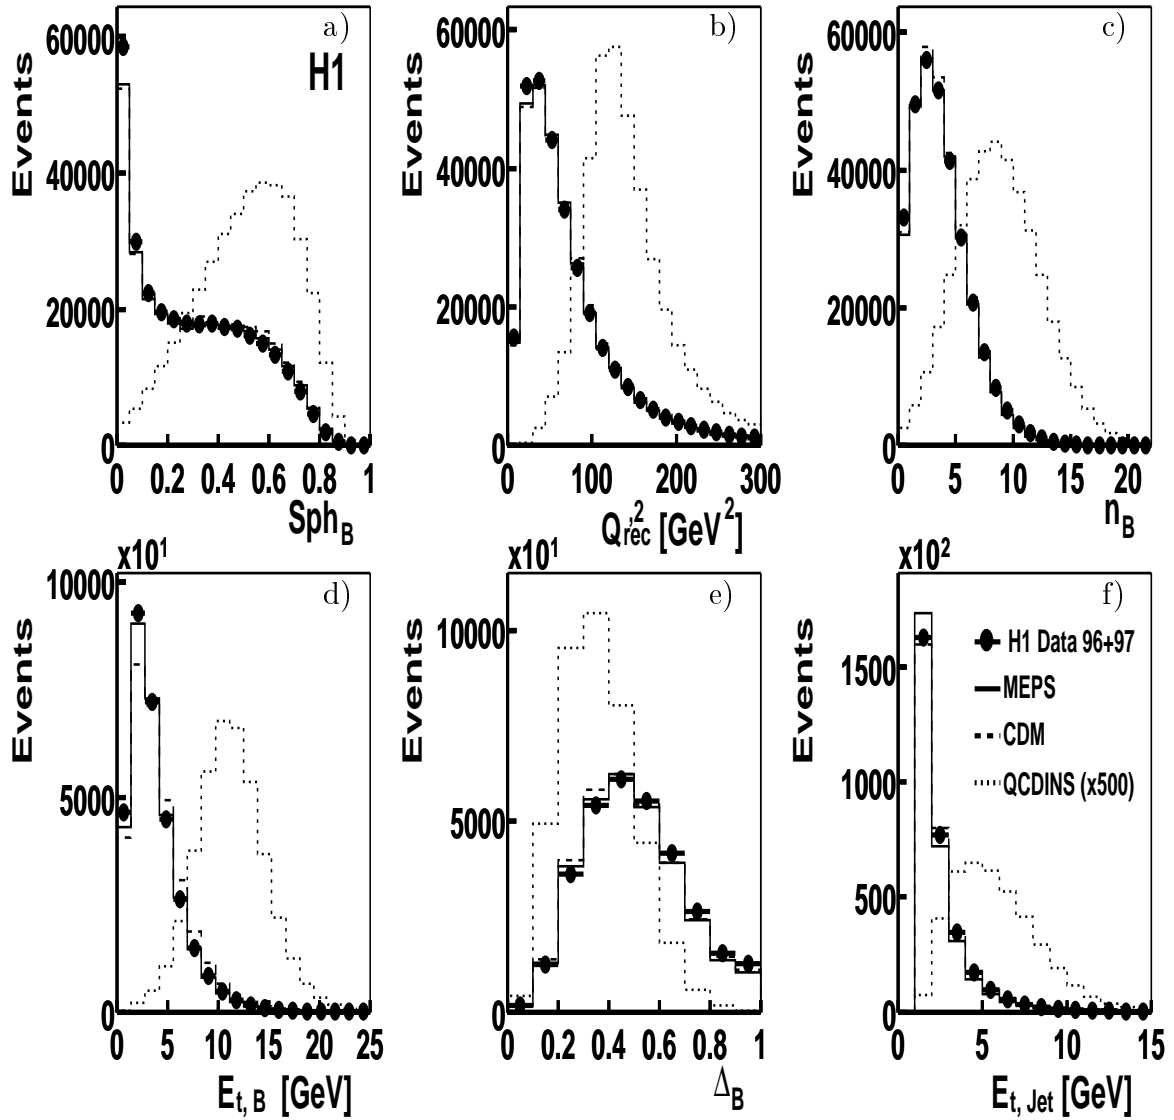 a)
H1
Events
60000
40000
20000
0
0 0.2 0.4 0.6 0.8 1
Sph_B
b)
Events
60000
40000
20000
0
0 100 200 300
Q'^2_rec [GeV^2]
c)
Events
60000
40000
20000
0
0 5 10 15 20
n_B
x10^1
d)
Events
10000
5000
0
0 5 10 15 20 25
E_t, B [GeV]
x10^1
e)
Events
10000
5000
0
0 0.2 0.4 0.6 0.8 1
Δ_B
x10^2
f)
Events
1500
1000
500
0
0 5 10 15
E_t, Jet [GeV]
H1 Data 96+97
MEPS
CDM
QCDINS (x500)